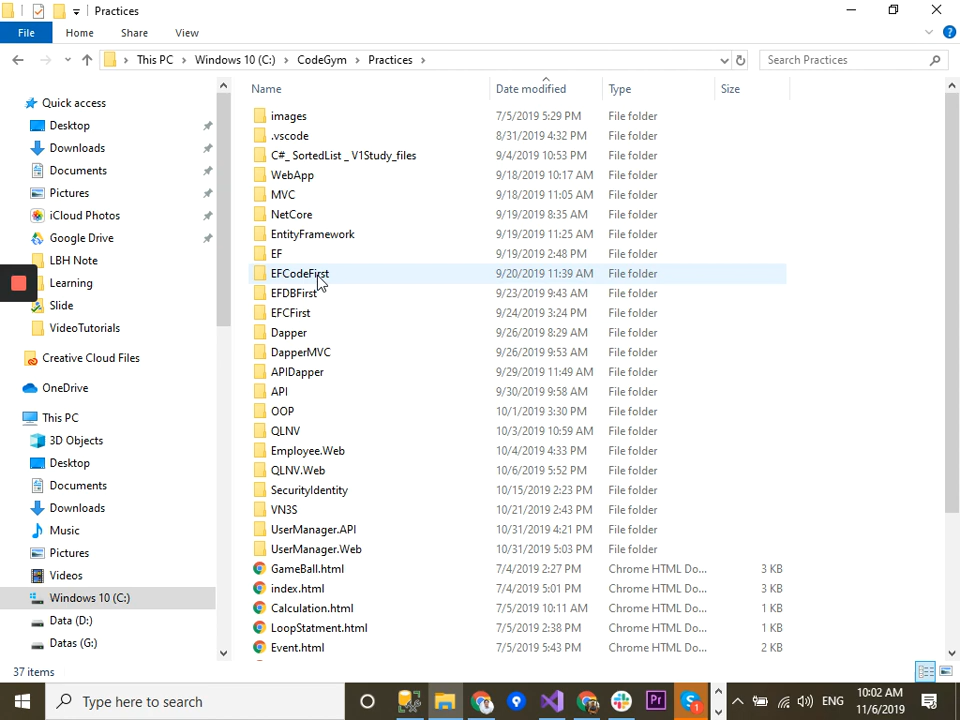 Practices
File Home Share View
This PC > Windows 10 (C:) > CodeGym > Practices >
Search Practices
Name Date modified Type Size
Quick access
Desktop
Downloads
Documents
Pictures
iCloud Photos
Google Drive
LBH Note
Learning
Slide
VideoTutorials
Creative Cloud Files
OneDrive
This PC
3D Objects
Desktop
Documents
Downloads
Music
Pictures
Videos
Windows 10 (C:)
Data (D:)
Datas (G:)
images 7/5/2019 5:29 PM File folder
.vscode 8/31/2019 4:32 PM File folder
C#_ SortedList _ V1Study_files 9/4/2019 10:53 PM File folder
WebApp 9/18/2019 10:17 AM File folder
MVC 9/18/2019 11:05 AM File folder
NetCore 9/19/2019 8:35 AM File folder
EntityFramework 9/19/2019 11:25 AM File folder
EF 9/19/2019 2:48 PM File folder
EFCodeFirst 9/20/2019 11:39 AM File folder
EFDBFirst 9/23/2019 9:43 AM File folder
EFCFirst 9/24/2019 3:24 PM File folder
Dapper 9/26/2019 8:29 AM File folder
DapperMVC 9/26/2019 9:53 AM File folder
APIDapper 9/29/2019 11:49 AM File folder
API 9/30/2019 9:58 AM File folder
OOP 10/1/2019 3:30 PM File folder
QLNV 10/3/2019 10:59 AM File folder
Employee.Web 10/4/2019 4:33 PM File folder
QLNV.Web 10/6/2019 5:52 PM File folder
SecurityIdentity 10/15/2019 2:23 PM File folder
VN3S 10/21/2019 2:43 PM File folder
UserManager.API 10/31/2019 4:21 PM File folder
UserManager.Web 10/31/2019 5:03 PM File folder
GameBall.html 7/4/2019 2:27 PM Chrome HTML Do... 3 KB
index.html 7/4/2019 5:01 PM Chrome HTML Do... 3 KB
Calculation.html 7/5/2019 10:11 AM Chrome HTML Do... 1 KB
LoopStatment.html 7/5/2019 2:38 PM Chrome HTML Do... 1 KB
Event.html 7/5/2019 5:43 PM Chrome HTML Do... 2 KB
37 items
Type here to search
Pr
S 1
ENG
10:02 AM
11/6/2019